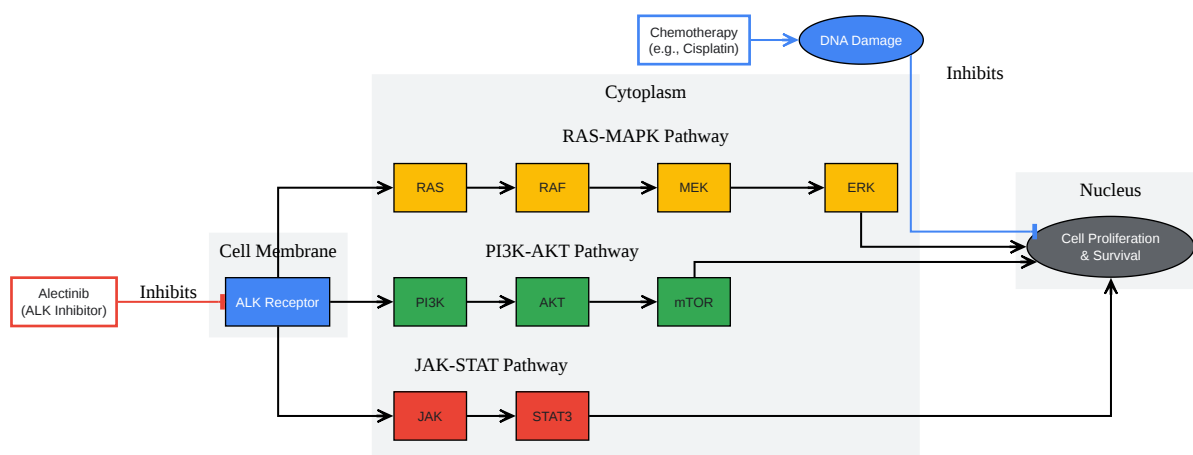 Chemotherapy
(e.g., Cisplatin)
DNA Damage
Inhibits
Cytoplasm
RAS-MAPK Pathway
RAS
RAF
MEK
ERK
Nucleus
Cell Proliferation
& Survival
Cell Membrane
PI3K-AKT Pathway
Alectinib
(ALK Inhibitor)
Inhibits
ALK Receptor
PI3K
AKT
mTOR
JAK-STAT Pathway
JAK
STAT3